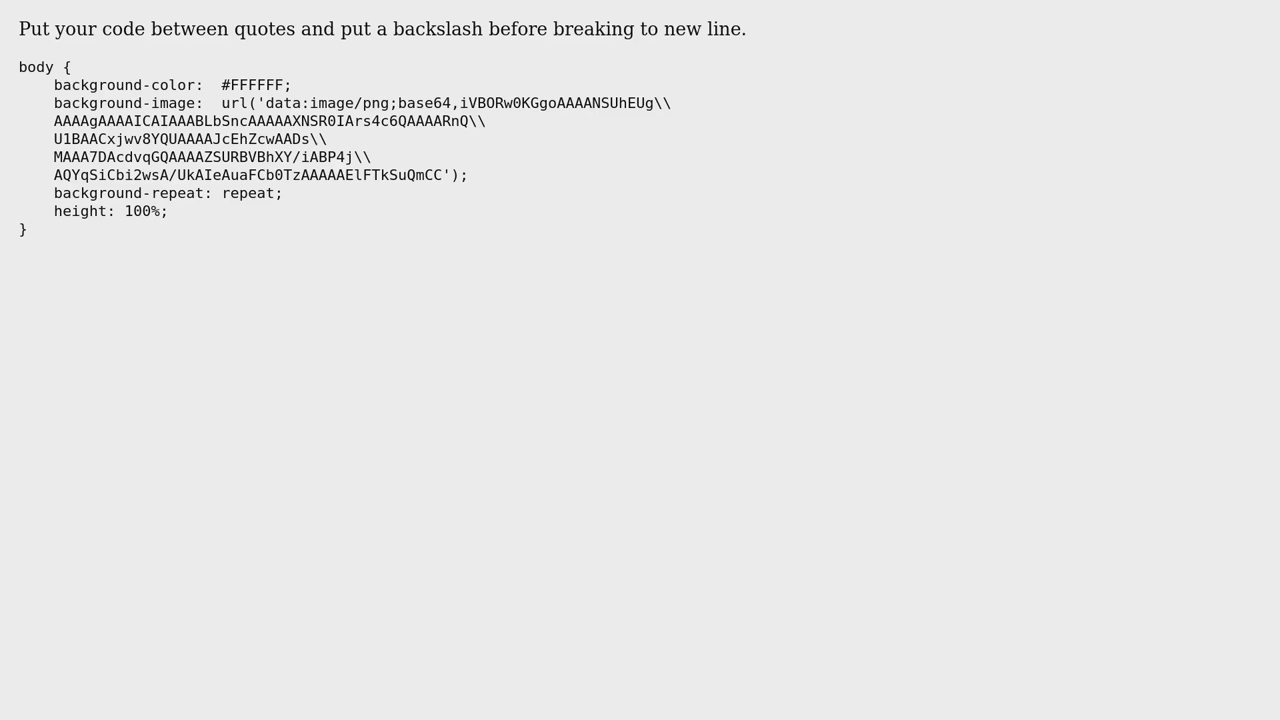 Put your code between quotes and put a backslash before breaking to new line.
body {
    background-color:  #FFFFFF;
    background-image:  url('data:image/png;base64,iVBORw0KGgoAAAANSUhEUg\\
    AAAAgAAAAICAIAAABLbSncAAAAAXNSR0IArs4c6QAAAARnQ\\
    U1BAACxjwv8YQUAAAAJcEhZcwAADs\\
    MAAA7DAcdvqGQAAAAZSURBVBhXY/iABP4j\\
    AQYqSiCbi2wsA/UkAIeAuaFCb0TzAAAAAElFTkSuQmCC');
    background-repeat: repeat;
    height: 100%;
}